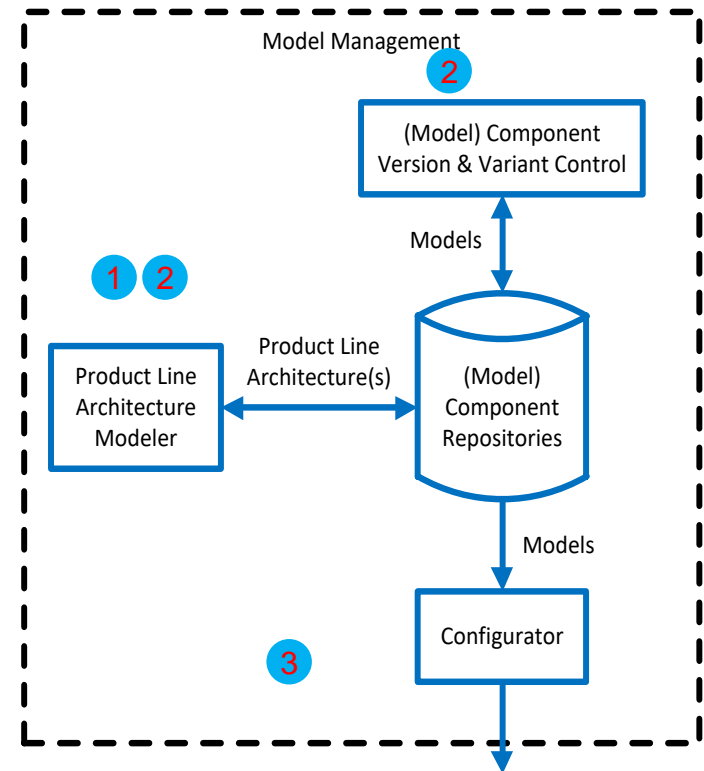 Model Management
2
(Model) Component
Version & Variant Control
Models
1 2
Product Line
Architecture(s)
Product Line
Architecture
Modeler
(Model)
Component
Repositories
Models
Configurator
3